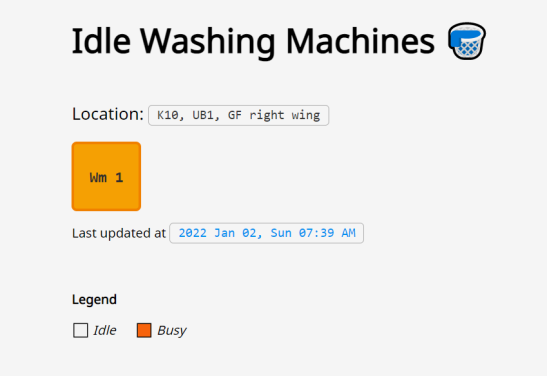 Idle Washing Machines
Location: K10, UB1, GF right wing
Wm 1
Last updated at 2022 Jan 02, Sun 07:39 AM
Legend
Idle Busy